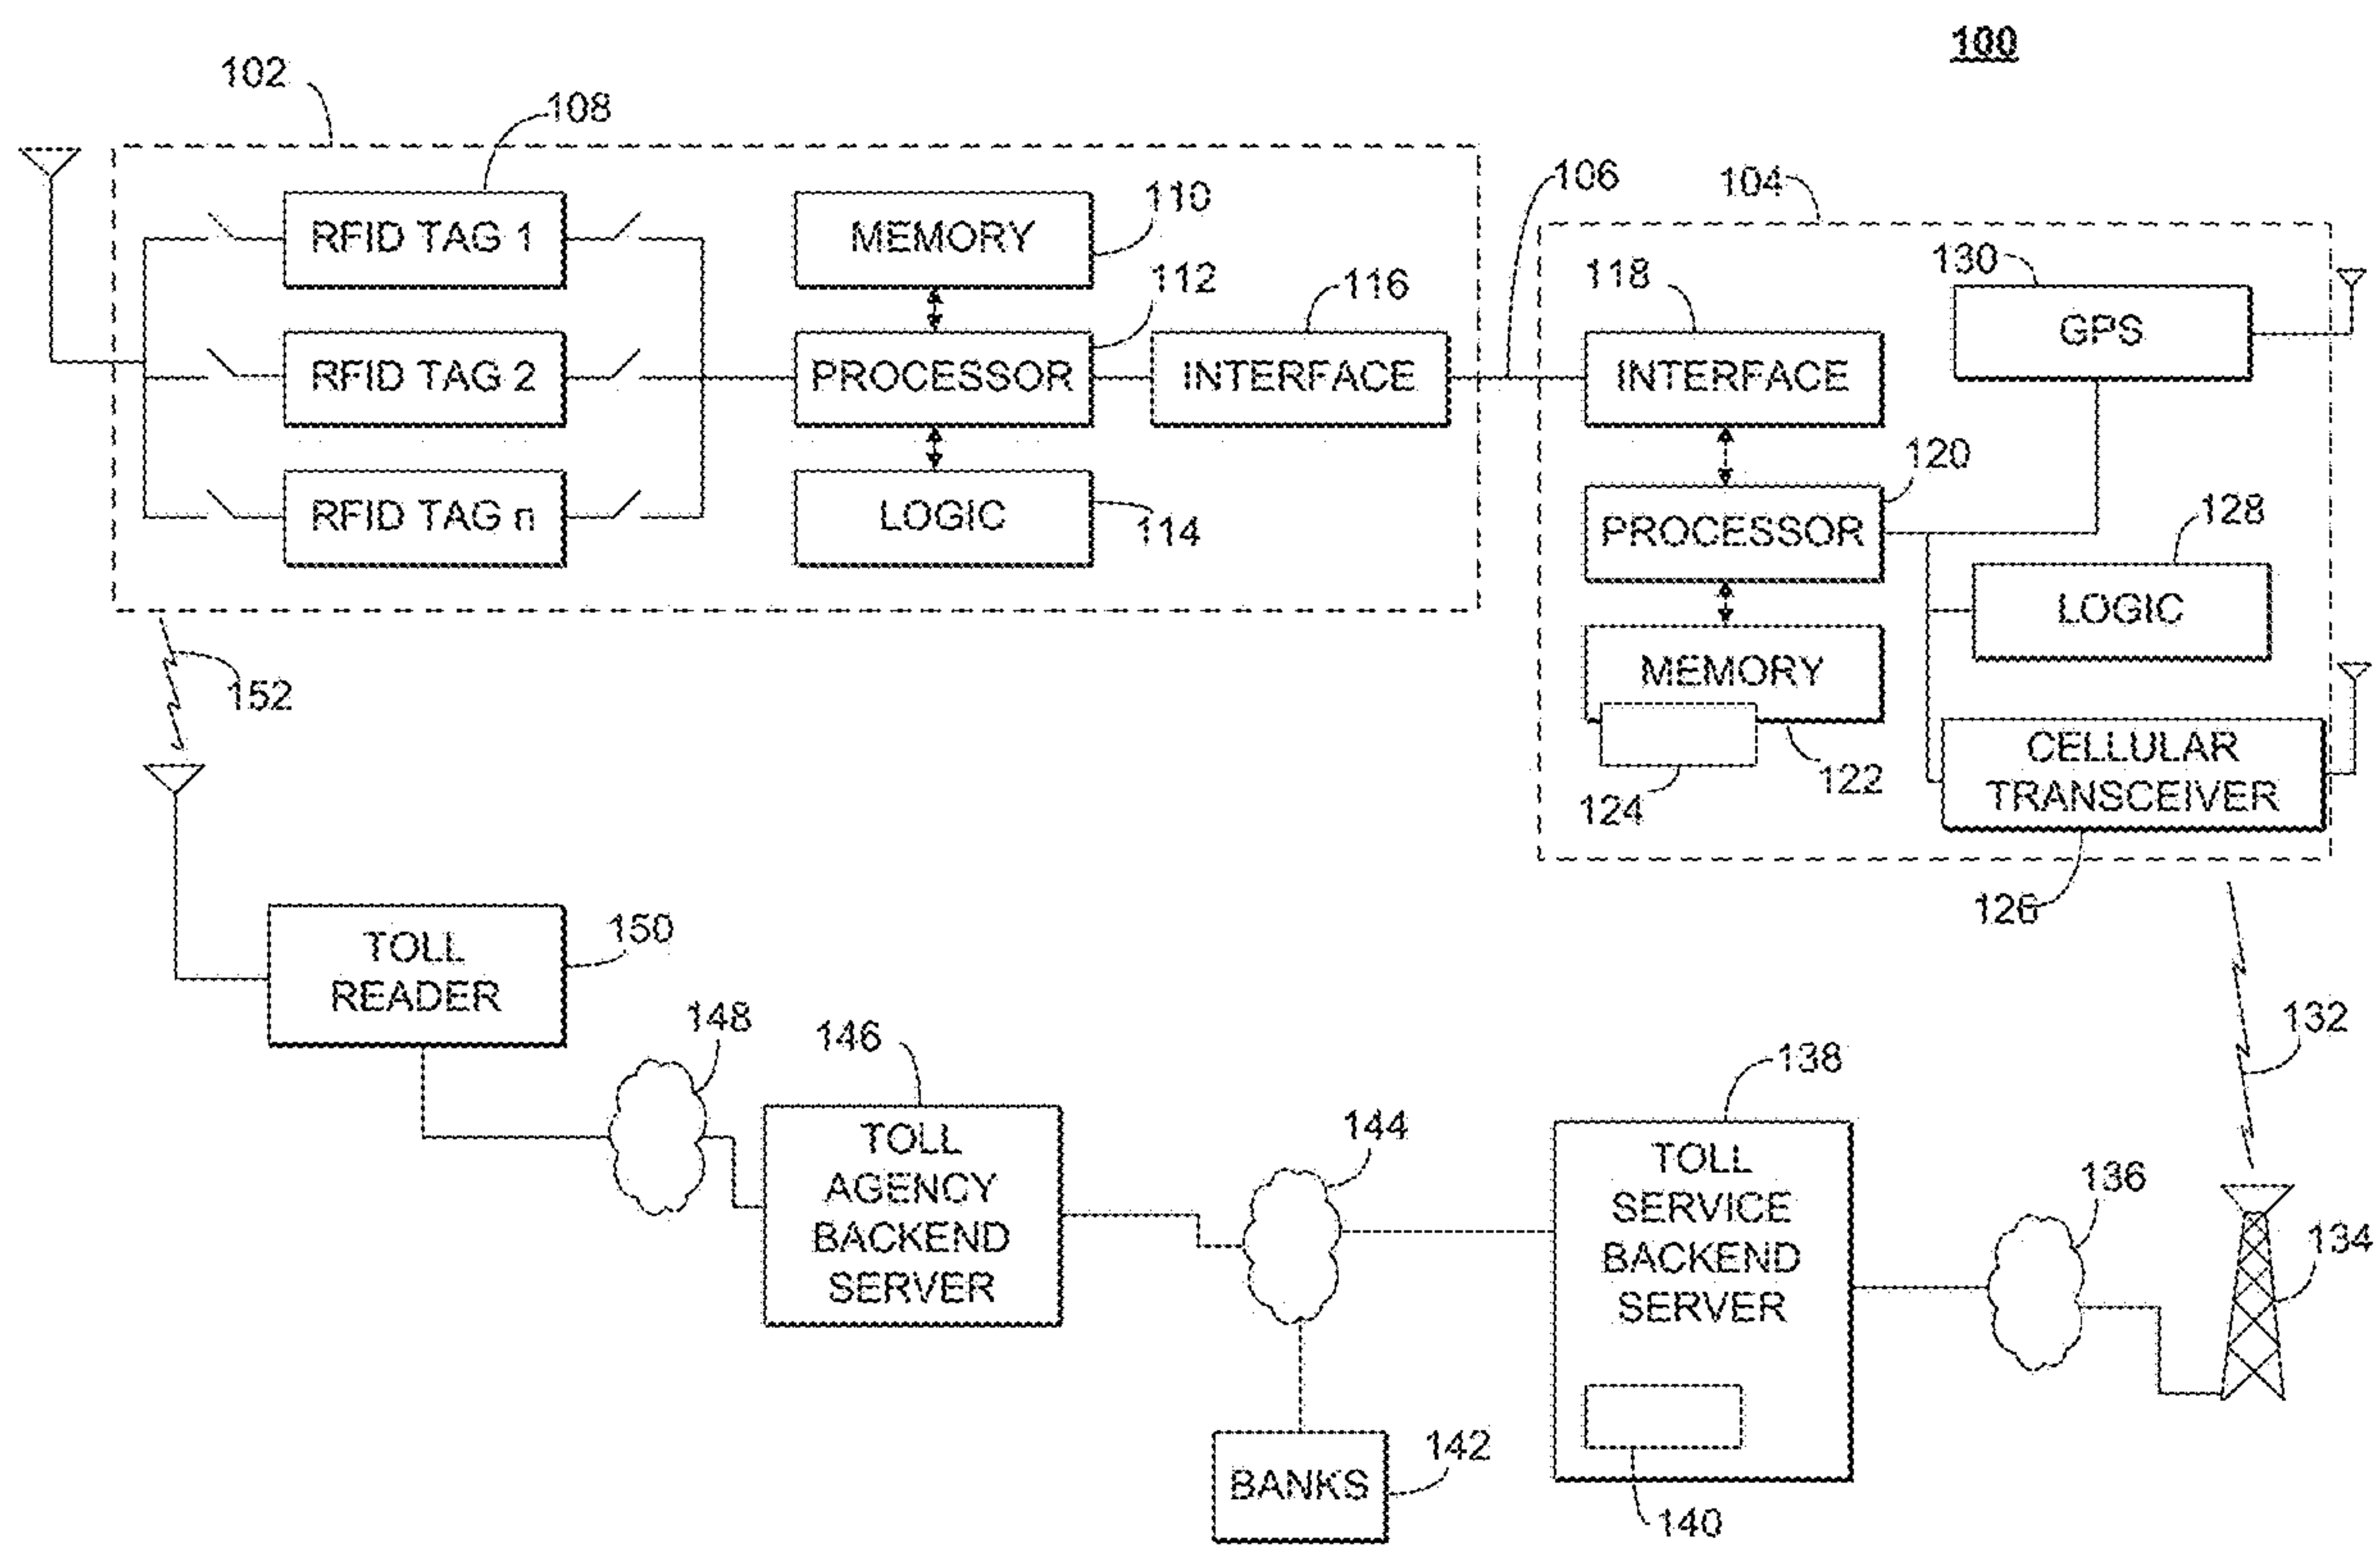 100
102
108
RFID TAG 1
RFID TAG 2
RFID TAG n
MEMORY
110
PROCESSOR
112
LOGIC
114
INTERFACE
116
106
104
118
INTERFACE
130
GPS
120
PROCESSOR
128
LOGIC
MEMORY
122
124
CELLULAR
TRANSCEIVER
126
152
TOLL
READER
150
148
146
TOLL
AGENCY
BACKEND
SERVER
144
BANKS
142
138
TOLL
SERVICE
BACKEND
SERVER
140
136
132
134